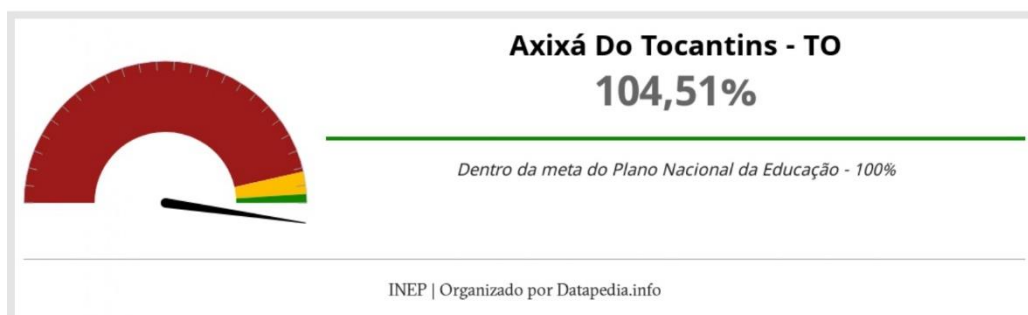 Axixá Do Tocantins - TO
104,51%
Dentro da meta do Plano Nacional da Educação - 100%
INEP | Organizado por Datapedia.info